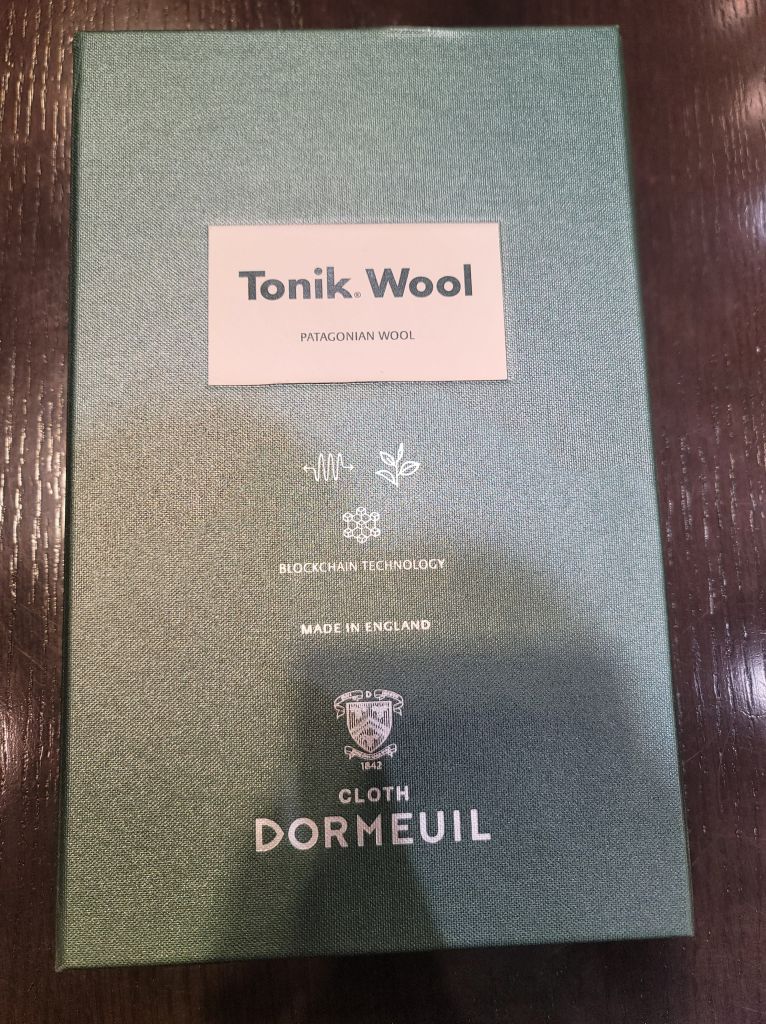 Tonik® Wool
PATAGONIAN WOOL
BLOCKCHAIN TECHNOLOGY
MADE IN ENGLAND
D
1842
CLOTH
DORMEUIL